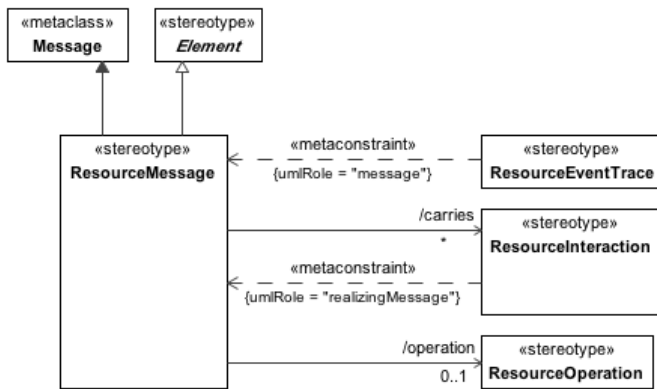 «metaclass»
Message
«stereotype»
Element
«stereotype»
ResourceMessage
«metaconstraint»
{umlRole = "message"}
«stereotype»
ResourceEventTrace
/carries
*
«stereotype»
ResourceInteraction
«metaconstraint»
{umlRole = "realizingMessage"}
/operation
0..1
«stereotype»
ResourceOperation